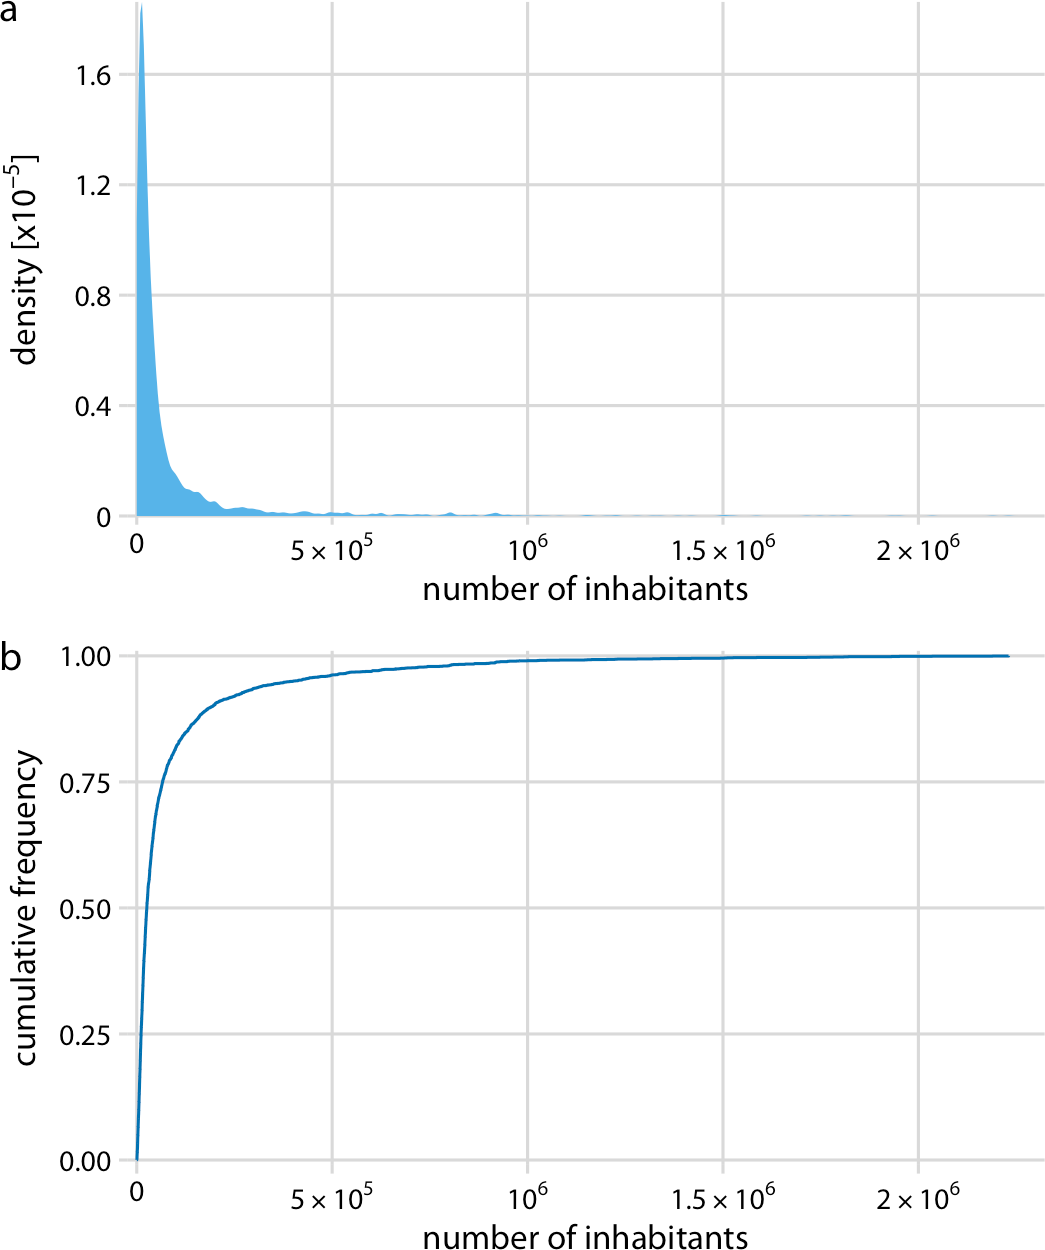 a
1.6
1.2
0.8
0.4
0
density [x10⁻⁵]
0 5 × 10⁵ 10⁶ 1.5 × 10⁶ 2 × 10⁶
number of inhabitants
b
1.00
0.75
0.50
0.25
0.00
cumulative frequency
0 5 × 10⁵ 10⁶ 1.5 × 10⁶ 2 × 10⁶
number of inhabitants